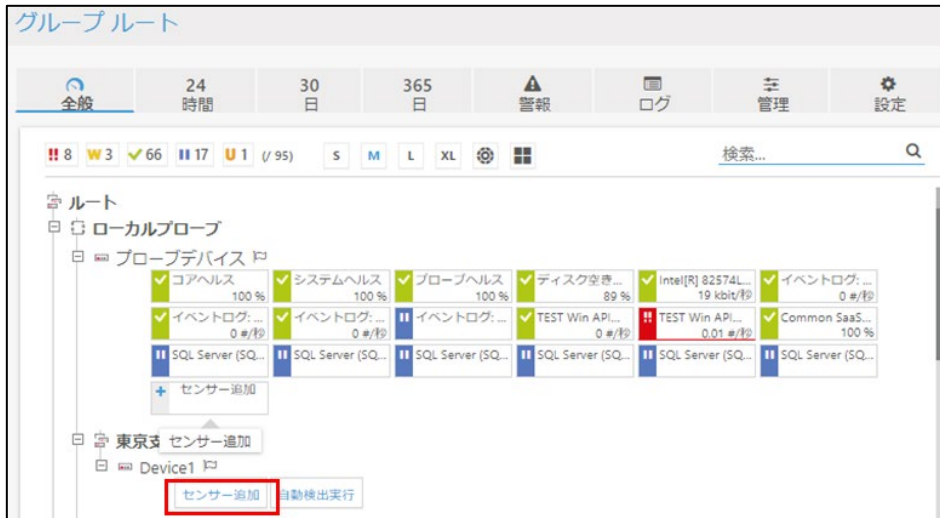 グループ ルート
全般
24
時間
30
日
365
日
警報
ログ
管理
設定
!! 8 W 3 66 II 17 U 1 (/ 95) S M L XL 検索...
ルート
ローカルプローブ
プローブデバイス
コアヘルス システムヘルス プローブヘルス ディスク空き... Intel[R] 82574L... イベントログ: ...
100 % 100 % 100 % 89 % 19 kbit/秒 0 #/秒
イベントログ: ... イベントログ: ... イベントログ: ... TEST Win API... TEST Win API... Common SaaS...
0 #/秒 0 #/秒 0 #/秒 0.01 #/秒 100 %
SQL Server (SQ... SQL Server (SQ... SQL Server (SQ... SQL Server (SQ... SQL Server (SQ... SQL Server (SQ...
+ センサー追加
センサー追加
東京支
Device1
センサー追加 自動検出実行